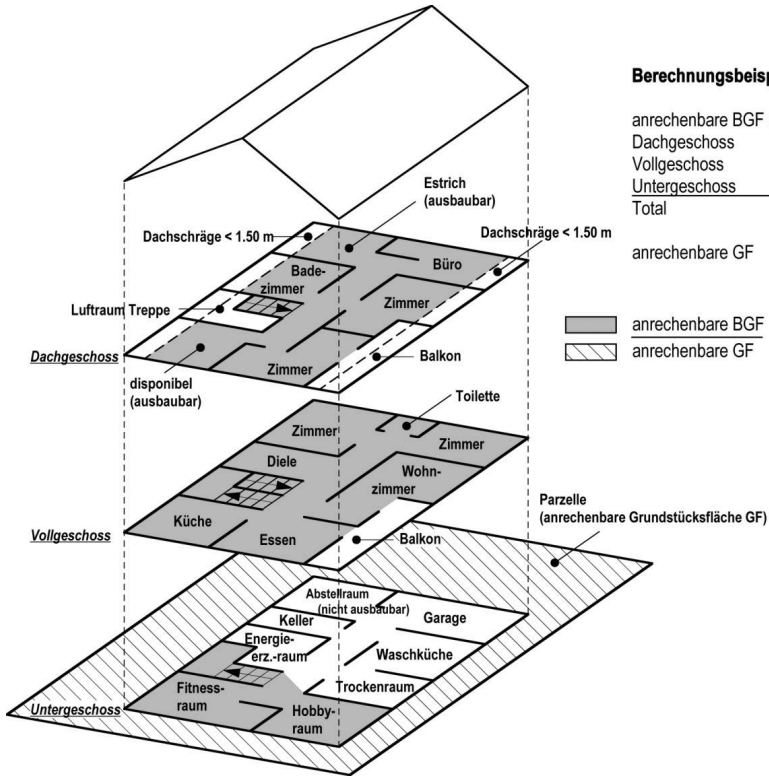 Berechnungsbeisp
anrechenbare BGF
Dachgeschoss
Vollgeschoss
Untergeschoss
Total
anrechenbare GF
anrechenbare BGF
anrechenbare GF
Estrich
(ausbaubar)
Dachschräge < 1.50 m
Dachschräge < 1.50 m
Büro
Bade-
zimmer
Zimmer
Luftraum Treppe
Dachgeschoss
Zimmer
Balkon
disponibel
(ausbaubar)
Toilette
Zimmer
Zimmer
Diele
Wohn-
zimmer
Küche
Essen
Balkon
Vollgeschoss
Parzelle
(anrechenbare Grundstücksfläche GF)
Abstellraum
(nicht ausbaubar)
Keller
Garage
Energie-
erz.-raum
Waschküche
Fitness-
raum
Trockenraum
Hobby-
raum
Untergeschoss